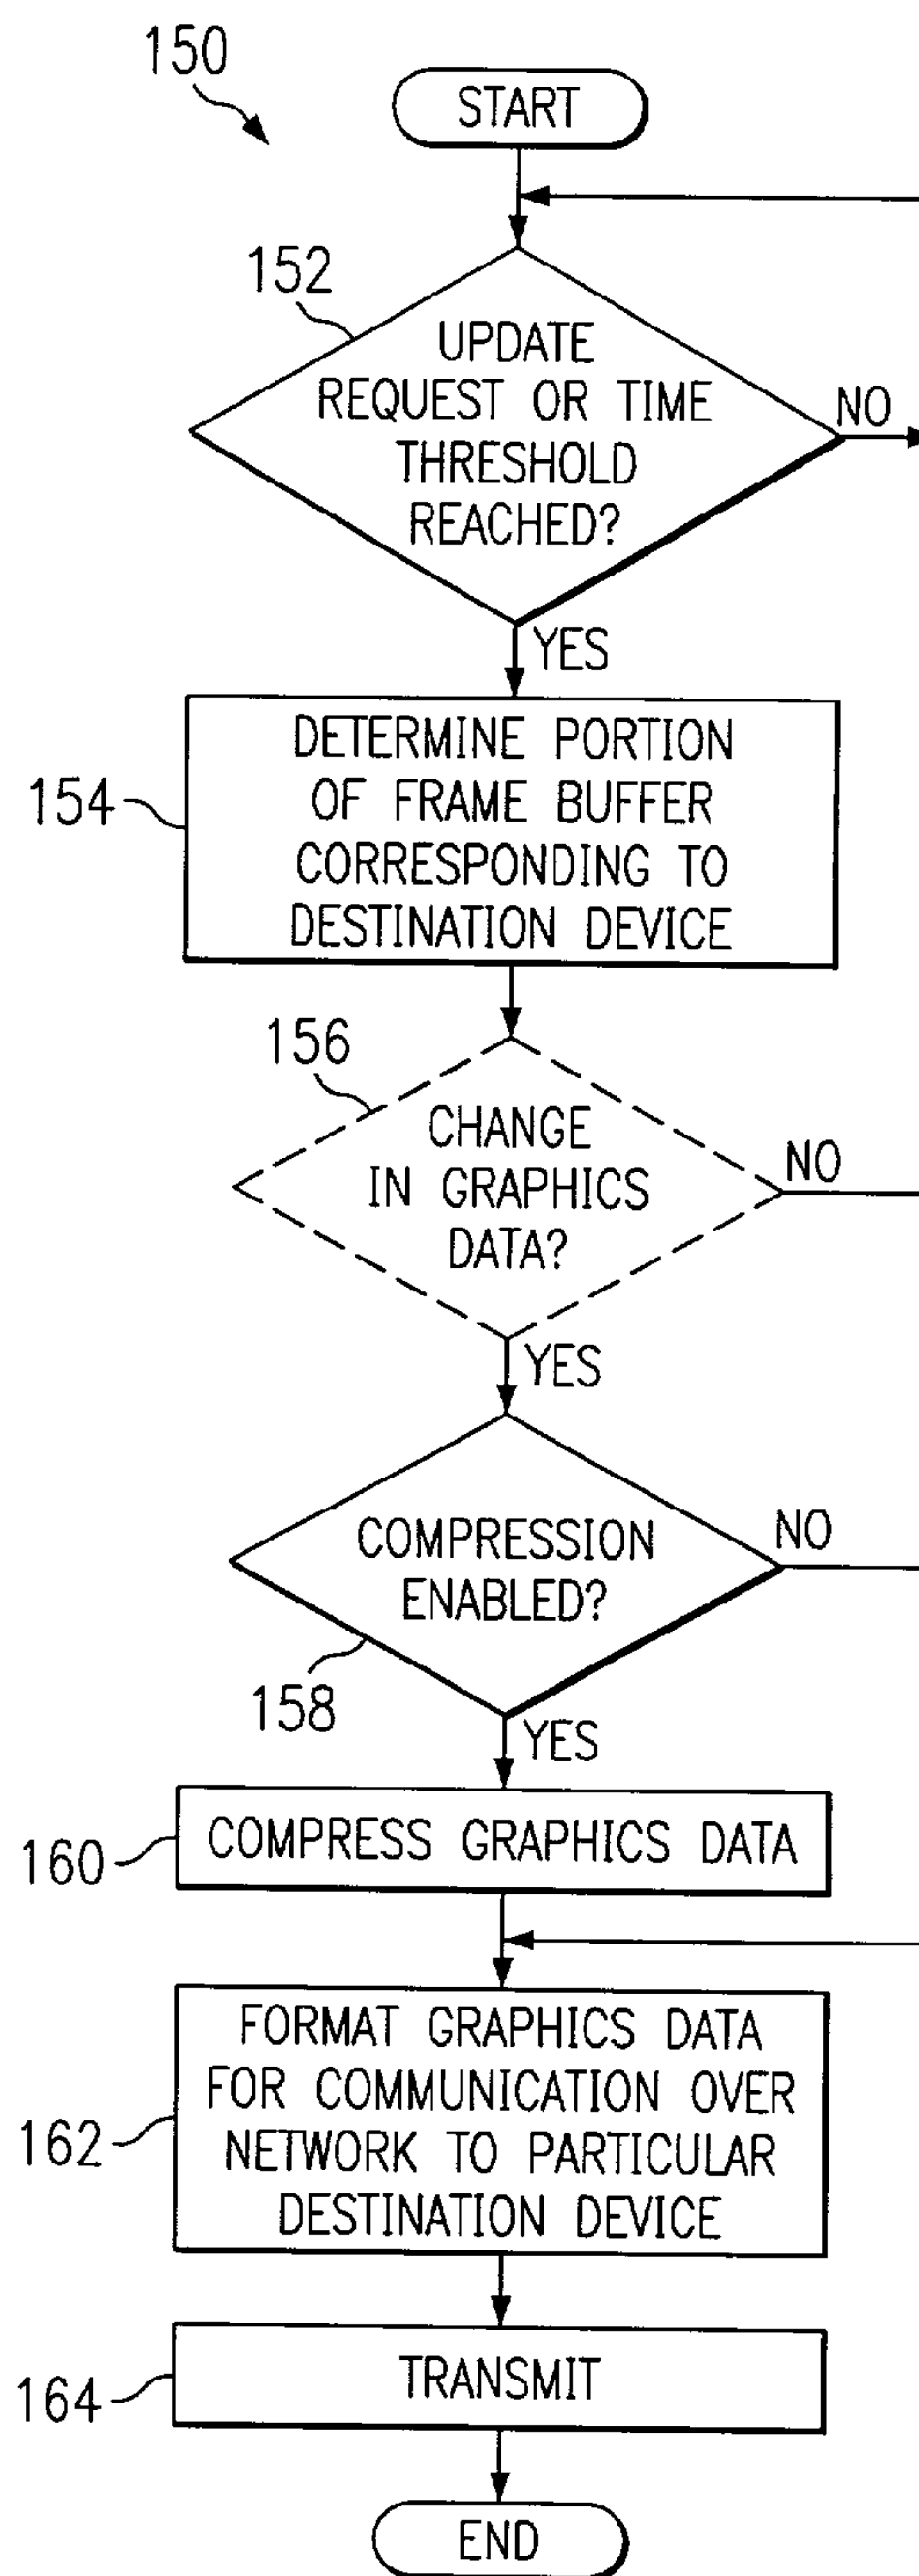 150
START
152
UPDATE
REQUEST OR TIME
THRESHOLD
REACHED?
NO
YES
154
DETERMINE PORTION
OF FRAME BUFFER
CORRESPONDING TO
DESTINATION DEVICE
156
CHANGE
IN GRAPHICS
DATA?
NO
YES
COMPRESSION
ENABLED?
NO
158
YES
160
COMPRESS GRAPHICS DATA
162
FORMAT GRAPHICS DATA
FOR COMMUNICATION OVER
NETWORK TO PARTICULAR
DESTINATION DEVICE
164
TRANSMIT
END